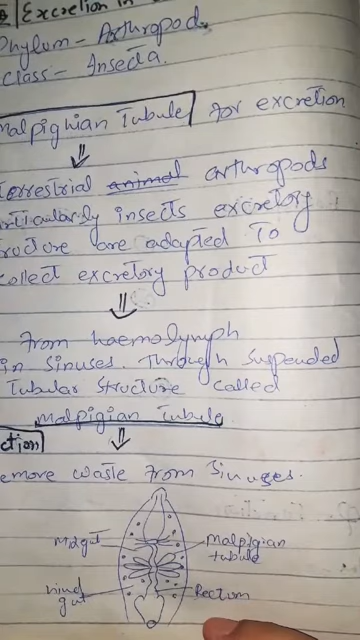 Excretion in
Phylum - Arthropod.
Class - Insecta.
Malpighian Tubule for excretion
Terrestrial animal arthropods
particularly insects excretory
structure are adapted To
collect excretory product
From haemolymph
in sinuses. Through suspended
Tubular structure called
malpigian Tubule
ction
remove waste from Sinuses.
midgut
malpigian
tubule
hind
gut
Rectum